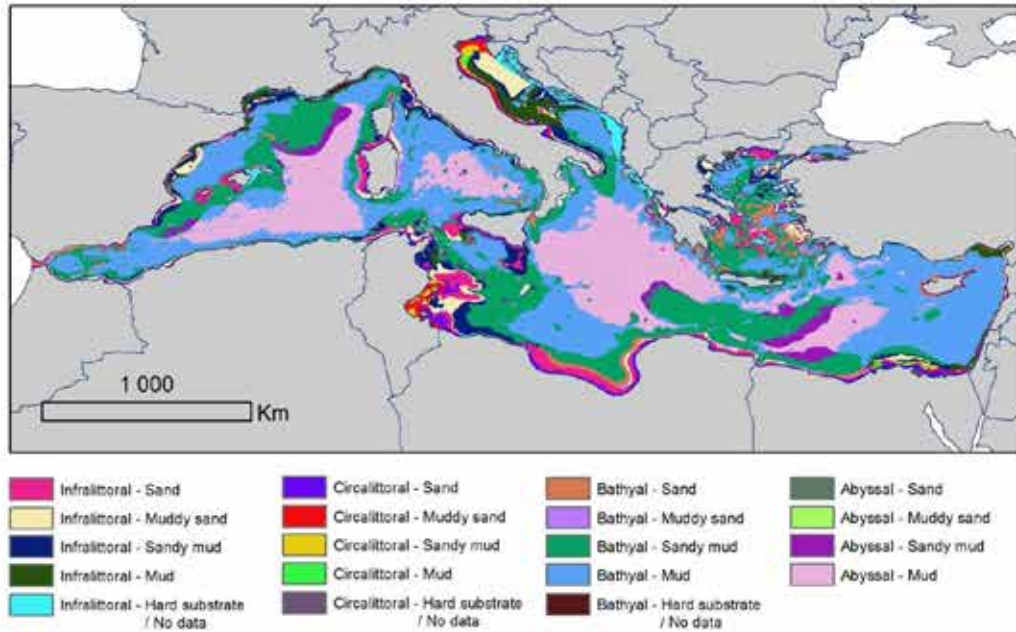 1 000
Km
Infralittoral - Sand
Infralittoral - Muddy sand
Infralittoral - Sandy mud
Infralittoral - Mud
Infralittoral - Hard substrate
/ No data
Circalittoral - Sand
Circalittoral - Muddy sand
Circalittoral - Sandy mud
Circalittoral - Mud
Circalittoral - Hard substrate
/ No data
Bathyal - Sand
Bathyal - Muddy sand
Bathyal - Sandy mud
Bathyal - Mud
Bathyal - Hard substrate
/ No data
Abyssal - Sand
Abyssal - Muddy sand
Abyssal - Sandy mud
Abyssal - Mud